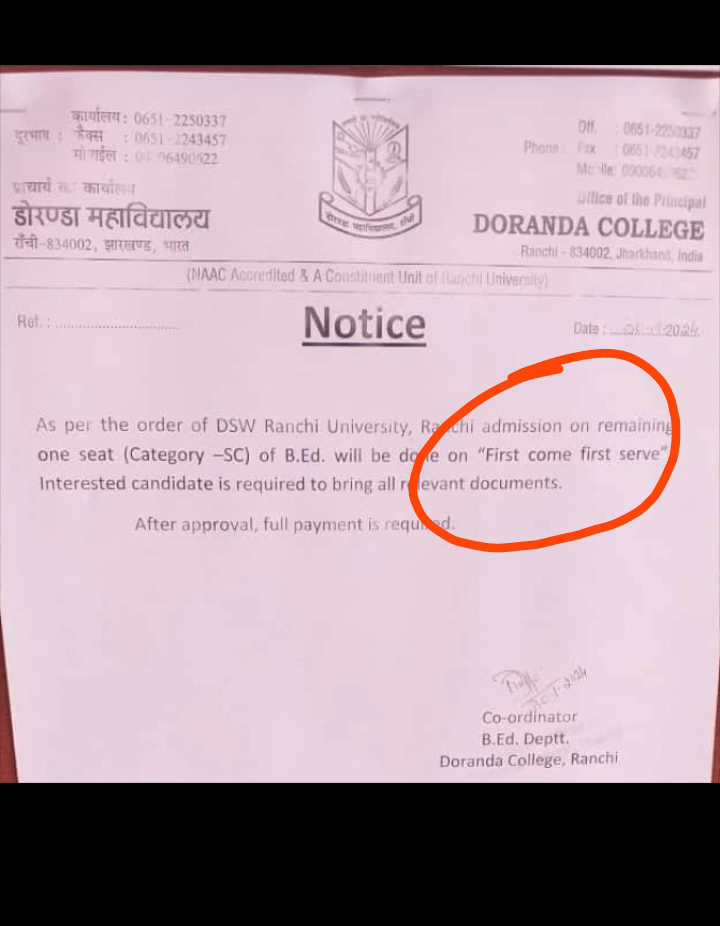 कार्यालय: 0651-2250337
दूरभाष : फैक्स : 0651-2243457
मोबाईल :
Off. : 0651-2250337
Phone : Fax : 0651-2243457
प्राचार्य का कार्यालय
डोरण्डा महाविद्यालय
राँची-834002, झारखण्ड, भारत
Office of the Principal
DORANDA COLLEGE
Ranchi - 834002, Jharkhand, India
(NAAC Accredited & A Constituent Unit of Ranchi University)
Ref. : ..............................
Notice
Date : 2024
As per the order of DSW Ranchi University, Ranchi admission on remaining
one seat (Category –SC) of B.Ed. will be done on “First come first serve”
Interested candidate is required to bring all relevant documents.
After approval, full payment is required.
Co-ordinator
B.Ed. Deptt.
Doranda College, Ranchi